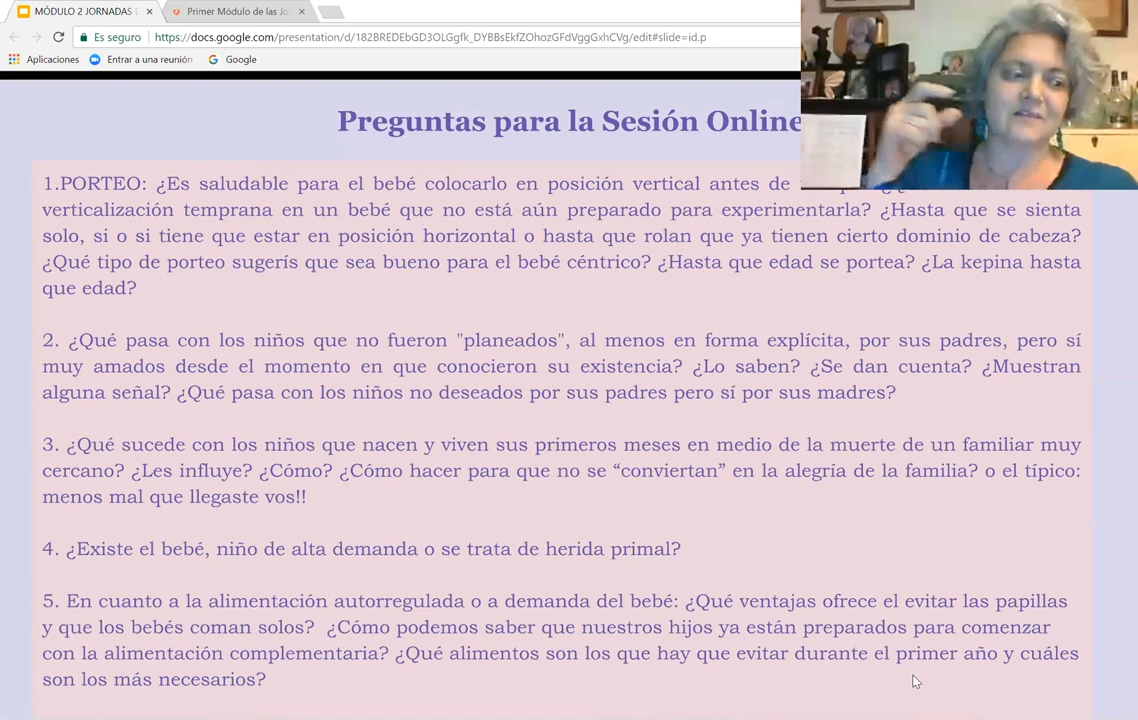 MÓDULO 2 JORNADAS
Primer Módulo de las Jo
Es seguro
https://docs.google.com/presentation/d/182BREDEbGD3OLGgfk_DYBBsEkfZOhozGFdVggGxhCVg/edit#slide=id.p
Aplicaciones
Entrar a una reunión
Google
Preguntas para la Sesión Online
1.PORTEO: ¿Es saludable para el bebé colocarlo en posición vertical antes de
verticalización temprana en un bebé que no está aún preparado para experimentarla? ¿Hasta que se sienta
solo, si o si tiene que estar en posición horizontal o hasta que rolan que ya tienen cierto dominio de cabeza?
¿Qué tipo de porteo sugerís que sea bueno para el bebé céntrico? ¿Hasta que edad se portea? ¿La kepina hasta
que edad?
2. ¿Qué pasa con los niños que no fueron "planeados", al menos en forma explícita, por sus padres, pero sí
muy amados desde el momento en que conocieron su existencia? ¿Lo saben? ¿Se dan cuenta? ¿Muestran
alguna señal? ¿Qué pasa con los niños no deseados por sus padres pero sí por sus madres?
3. ¿Qué sucede con los niños que nacen y viven sus primeros meses en medio de la muerte de un familiar muy
cercano? ¿Les influye? ¿Cómo? ¿Cómo hacer para que no se “conviertan” en la alegría de la familia? o el típico:
menos mal que llegaste vos!!
4. ¿Existe el bebé, niño de alta demanda o se trata de herida primal?
5. En cuanto a la alimentación autorregulada o a demanda del bebé: ¿Qué ventajas ofrece el evitar las papillas
y que los bebés coman solos? ¿Cómo podemos saber que nuestros hijos ya están preparados para comenzar
con la alimentación complementaria? ¿Qué alimentos son los que hay que evitar durante el primer año y cuáles
son los más necesarios?